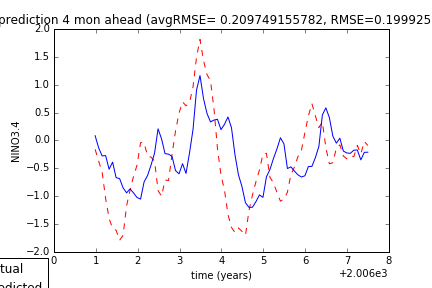 prediction 4 mon ahead (avgRMSE= 0.209749155782, RMSE=0.199925
2.0
1.5
1.0
0.5
0.0
−0.5
−1.0
−1.5
−2.0
NINO3.4
0 1 2 3 4 5 6 7 8
time (years)
+2.006e3
tual
edicted